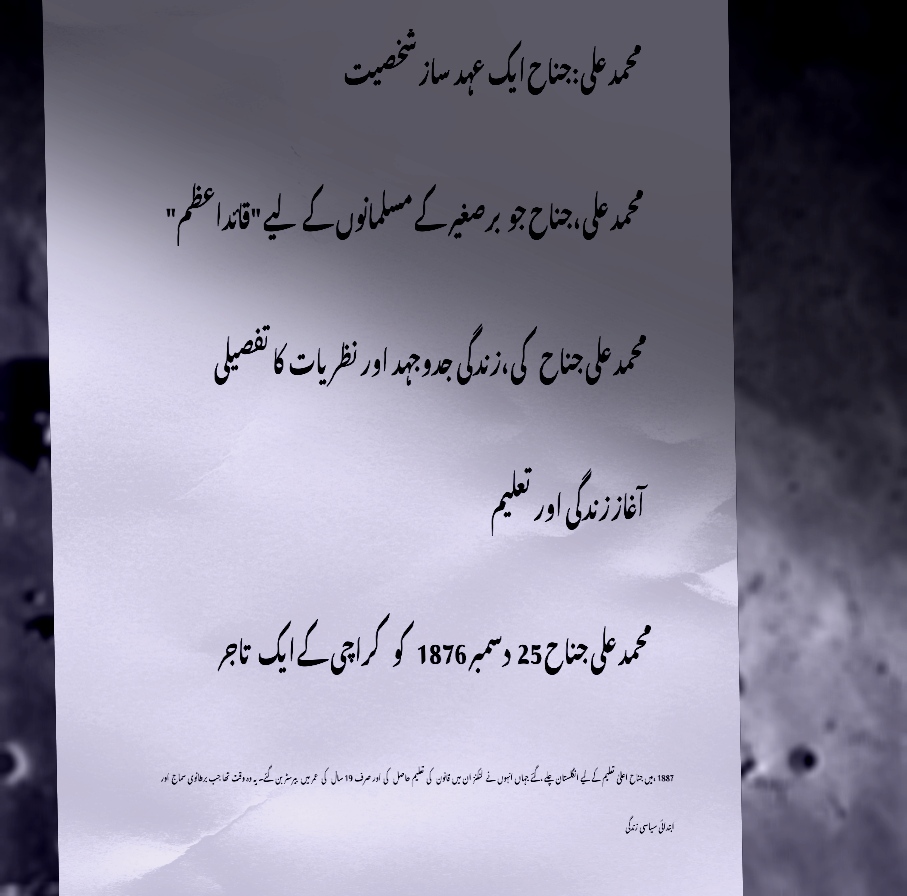 محمد علی:جناح ایک عہد ساز شخصیت
محمد علی،جناح جو برصغیر کے مسلمانوں کے لیے "قائداعظم"
محمد علی جناح کی،زندگی جدوجہد اور نظریات کا تفصیلی
آغاز زندگی اور تعلیم
محمد علی جناح 25 دسمبر 1876 کو کراچی کے ایک تاجر
1887 ،میں جناح اعلیٰ تعلیم کے لیے انگلستان چلے گئے جہاں انہوں نے لنکنز ان میں قانون کی تعلیم حاصل کی اور صرف 19 سال کی عمر میں بیرسٹر بن گئے۔ یہ وہ وقت تھا جب برطانوی سماج اور
ابتدائی سیاسی زندگی